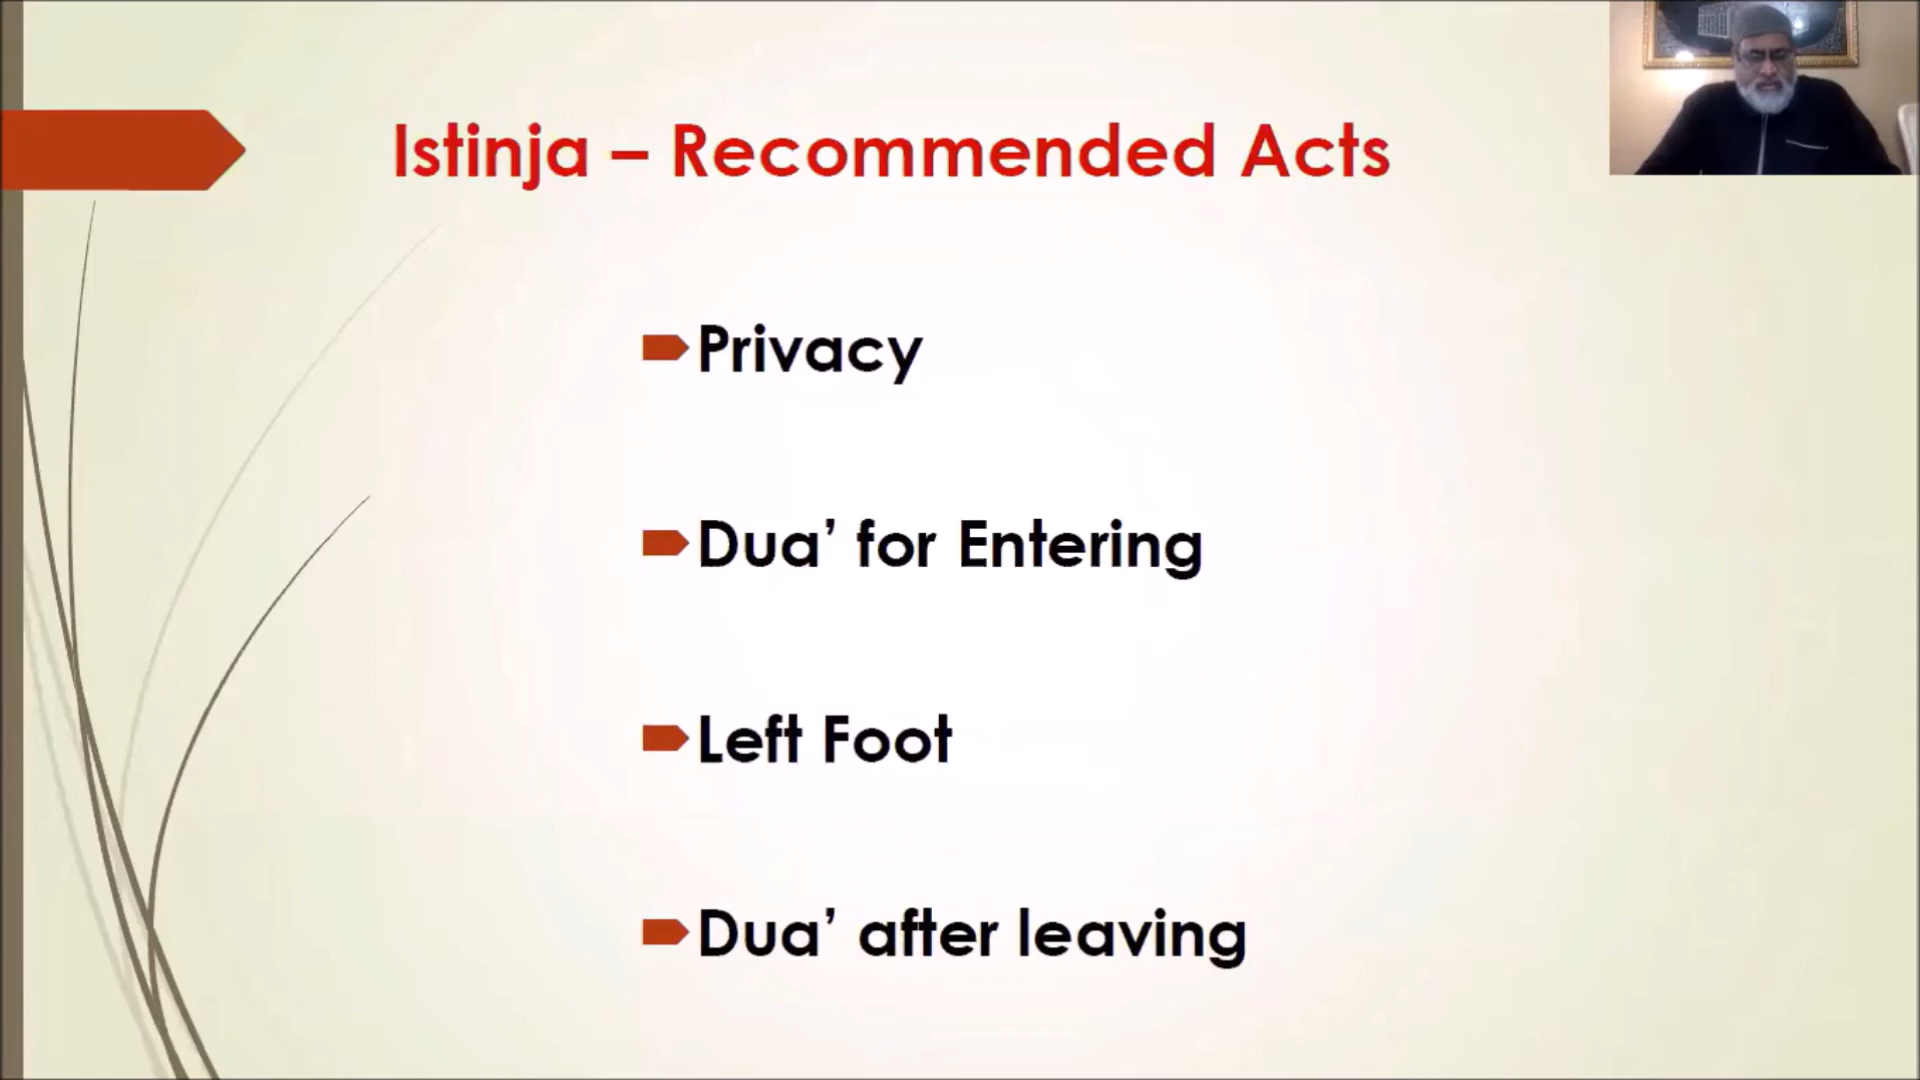 Istinja – Recommended Acts
Privacy
Dua’ for Entering
Left Foot
Dua’ after leaving